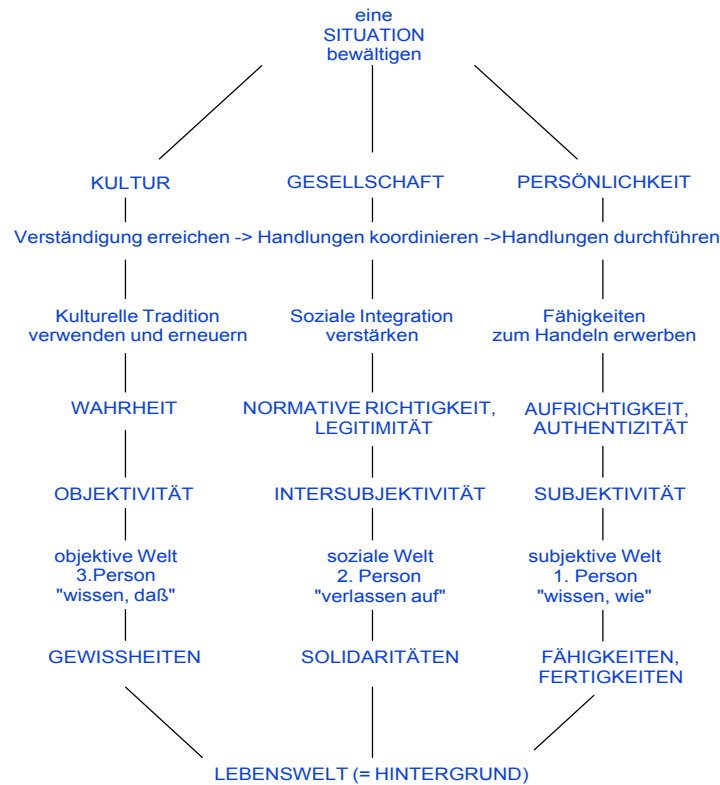 eine
SITUATION
bewältigen
KULTUR
GESELLSCHAFT
PERSÖNLICHKEIT
Verständigung erreichen -> Handlungen koordinieren ->Handlungen durchführen
Kulturelle Tradition
verwenden und erneuern
Soziale Integration
verstärken
Fähigkeiten
zum Handeln erwerben
WAHRHEIT
NORMATIVE RICHTIGKEIT,
LEGITIMITÄT
AUFRICHTIGKEIT,
AUTHENTIZITÄT
OBJEKTIVITÄT
INTERSUBJEKTIVITÄT
SUBJEKTIVITÄT
objektive Welt
3.Person
"wissen, daß"
soziale Welt
2. Person
"verlassen auf"
subjektive Welt
1. Person
"wissen, wie"
GEWISSHEITEN
SOLIDARITÄTEN
FÄHIGKEITEN,
FERTIGKEITEN
LEBENSWELT (= HINTERGRUND)